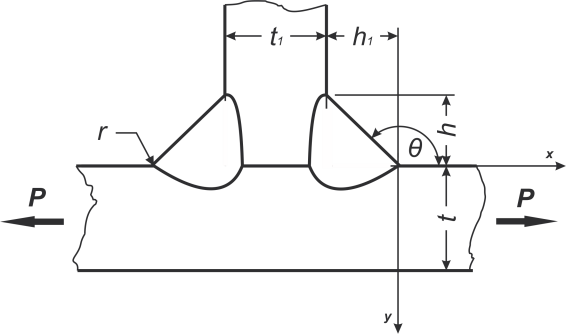 t1 h1
r θ h x
P t P
y